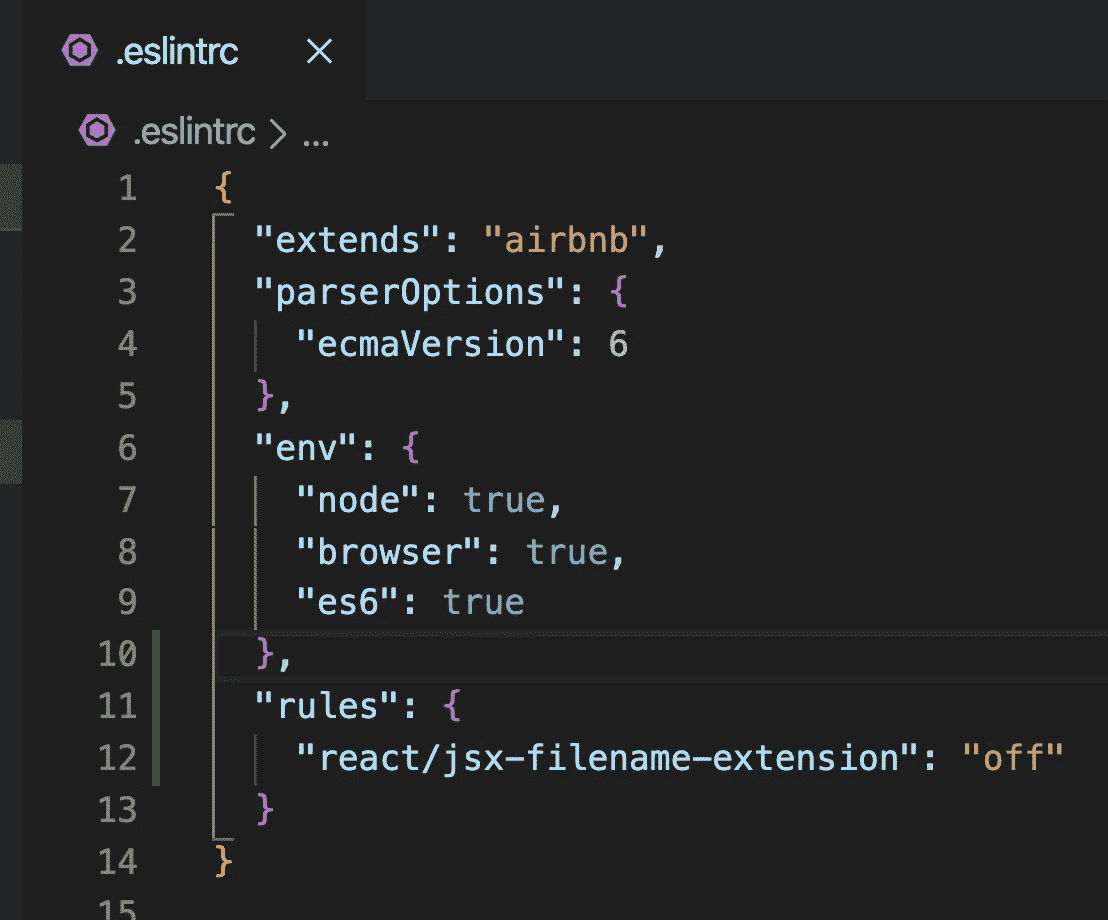 .eslintrc
.eslintrc > ...
1 {
2 "extends": "airbnb",
3 "parserOptions": {
4 "ecmaVersion": 6
5 },
6 "env": {
7 "node": true,
8 "browser": true,
9 "es6": true
10 },
11 "rules": {
12 "react/jsx-filename-extension": "off"
13 }
14 }
15